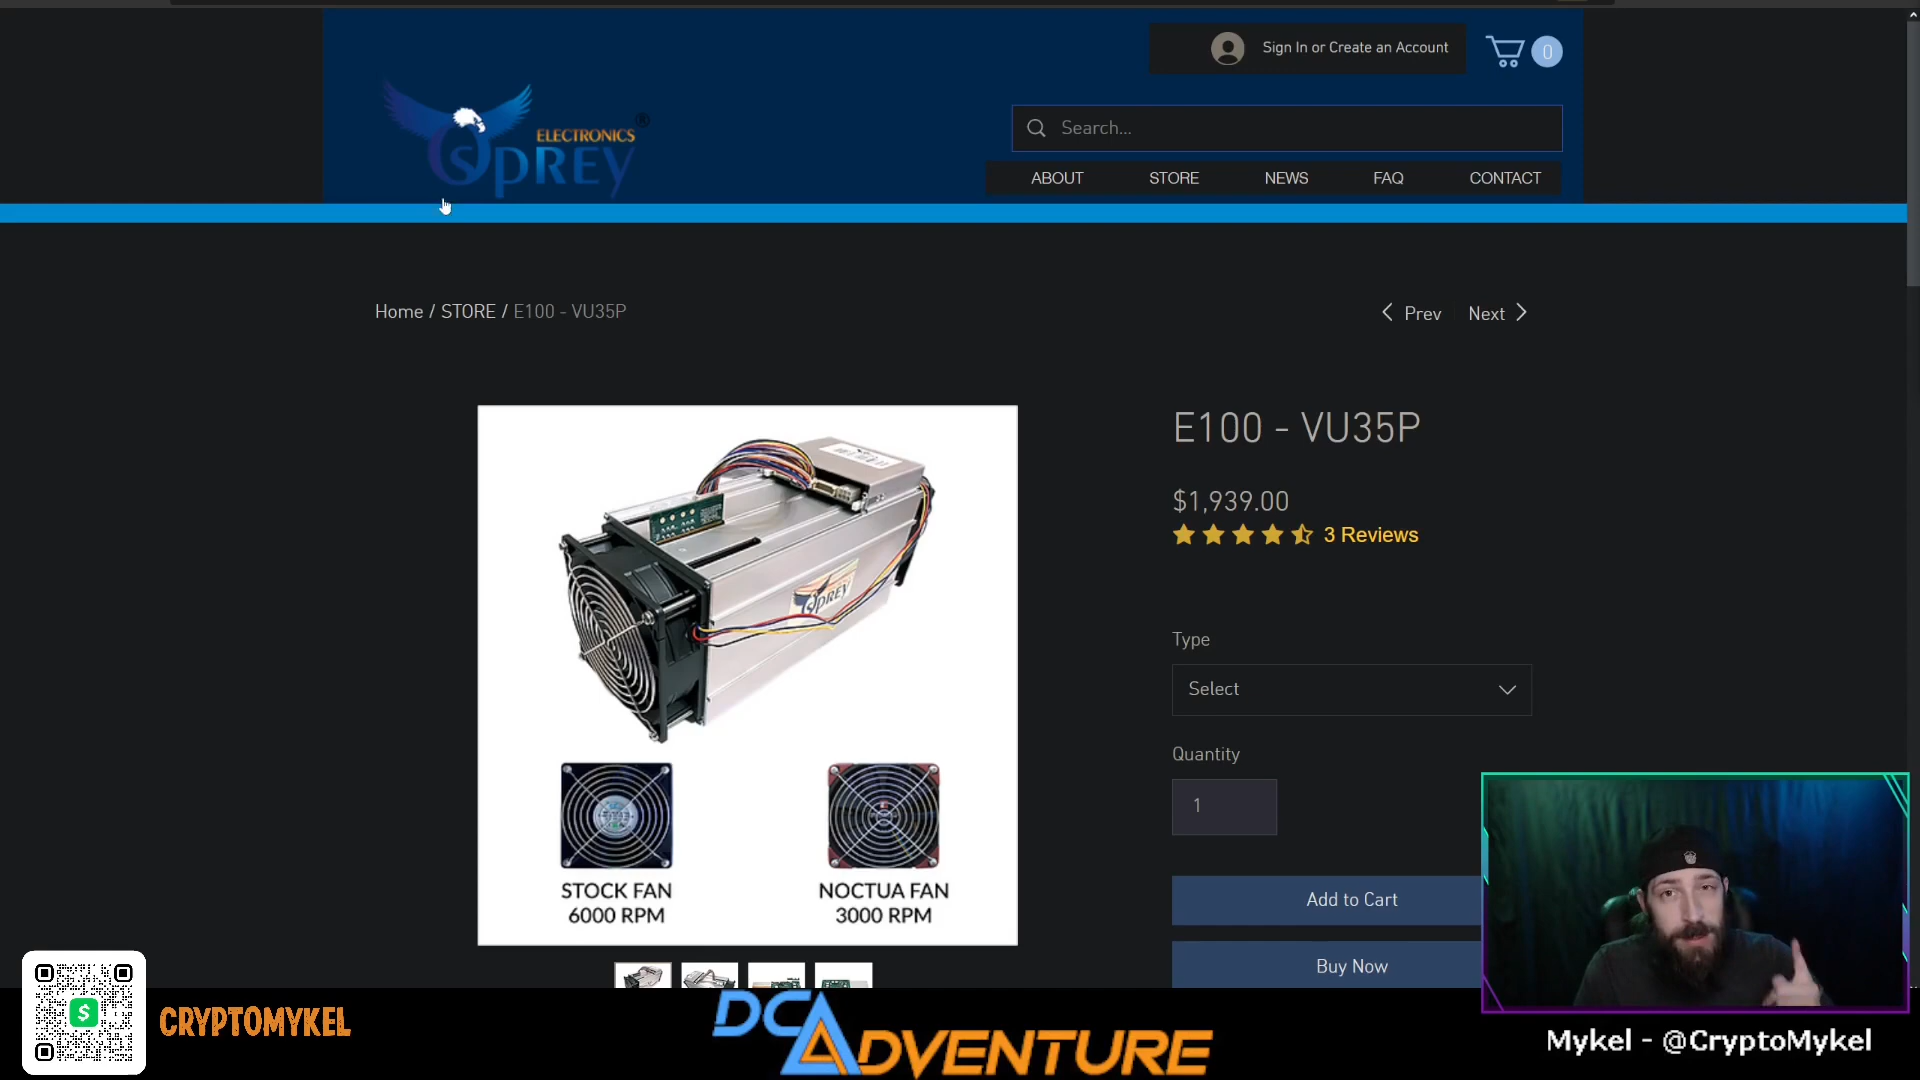 Sign In or Create an Account
0
ELECTRONICS ®
OSPREY
Search...
ABOUT STORE NEWS FAQ CONTACT
Home / STORE / E100 - VU35P
Prev Next
E100 - VU35P
$1,939.00
3 Reviews
OSPREY
Type
Select
Quantity
1
STOCK FAN
6000 RPM
NOCTUA FAN
3000 RPM
Add to Cart
Buy Now
$
CRYPTOMYKEL
DCADVENTURE
Mykel - @CryptoMykel